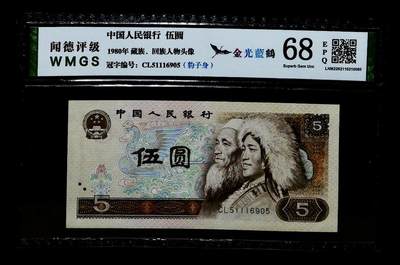 闻德评级
WMGS
中国人民银行 伍圆
1980年 藏族、回族人物头像
冠字编号：CL51116905（豹子身）
金光蓝鹤
68
Superb Gem Unc
EPQ
中国人民银行
5
伍圆
CL51116905
5
5